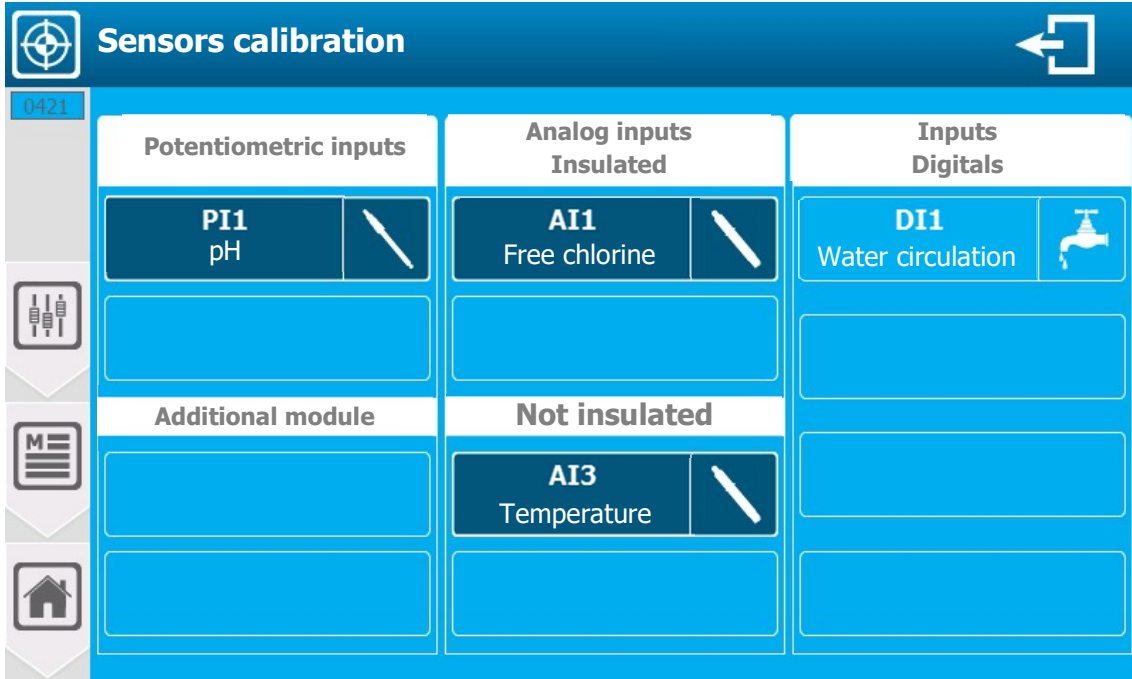 Sensors calibration
0421
Potentiometric inputs
PI1
pH
Additional module
Analog inputs
Insulated
AI1
Free chlorine
Not insulated
AI3
Temperature
Inputs
Digitals
DI1
Water circulation
M